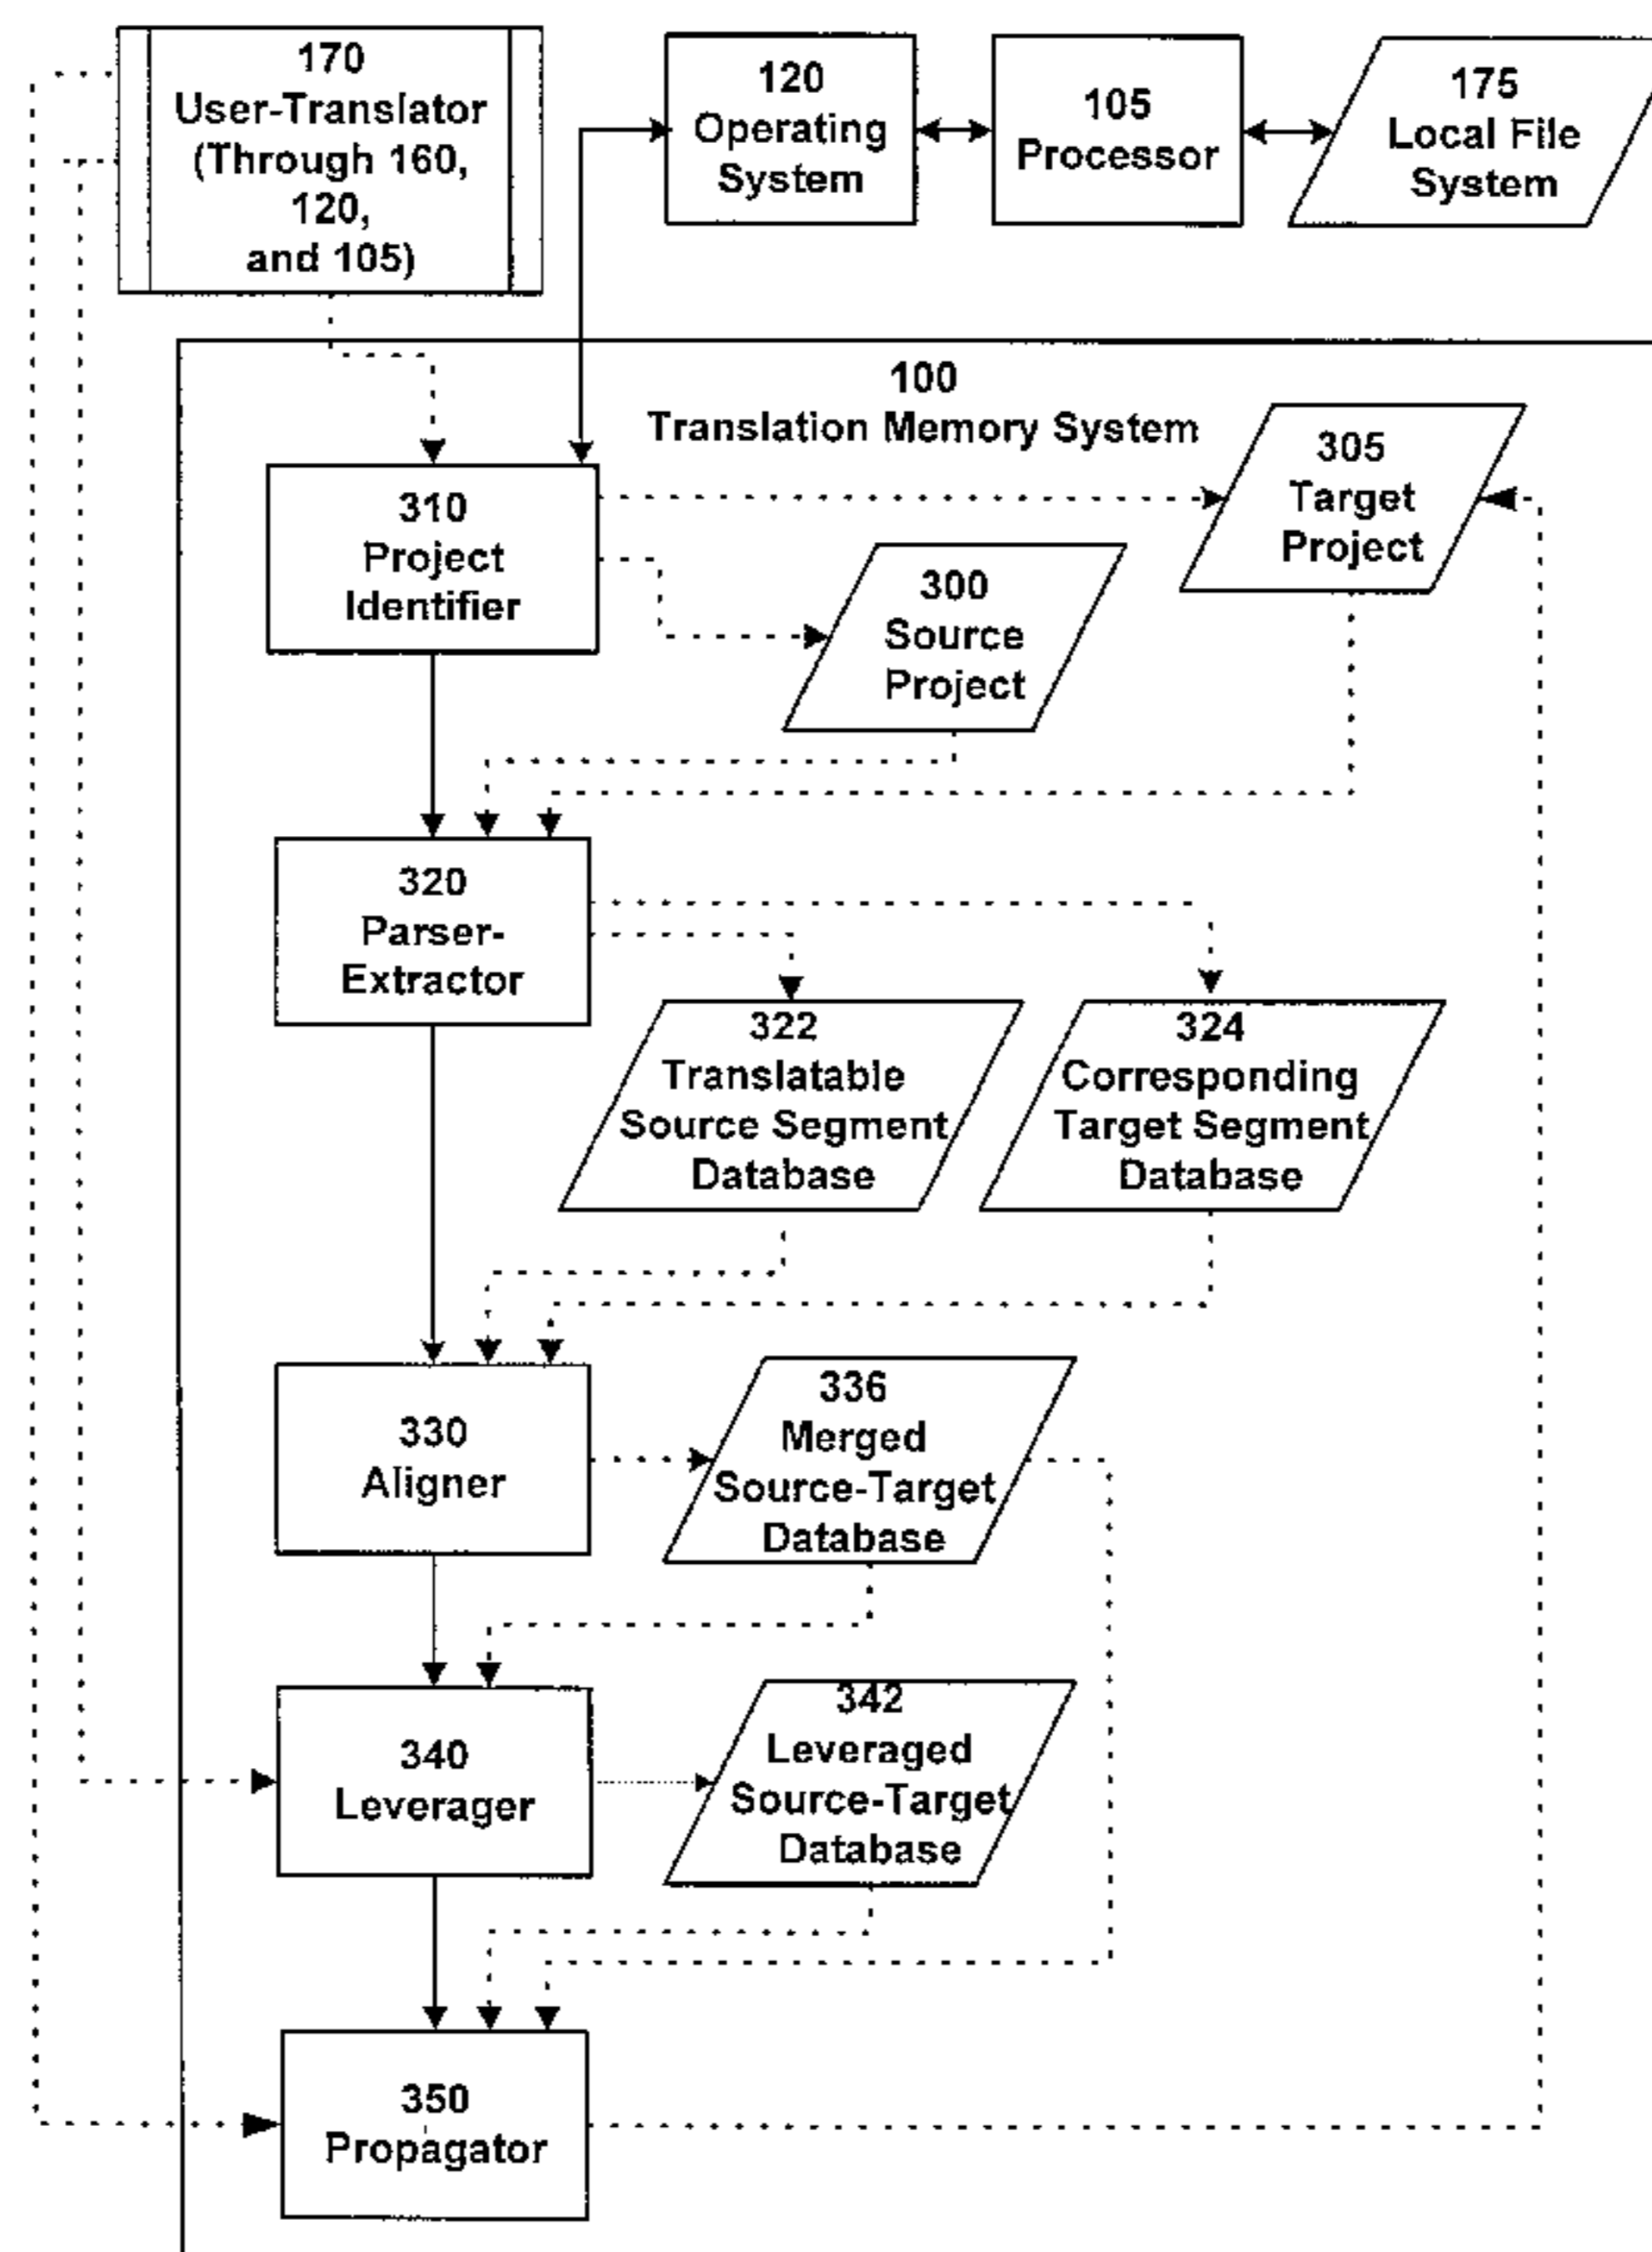 170
User-Translator
(Through 160,
120,
and 105)
120
Operating
System
105
Processor
175
Local File
System
100
Translation Memory System
305
Target
Project
310
Project
Identifier
300
Source
Project
320
Parser-
Extractor
322
Translatable
Source Segment
Database
324
Corresponding
Target Segment
Database
330
Aligner
336
Merged
Source-Target
Database
340
Leverager
342
Leveraged
Source-Target
Database
350
Propagator